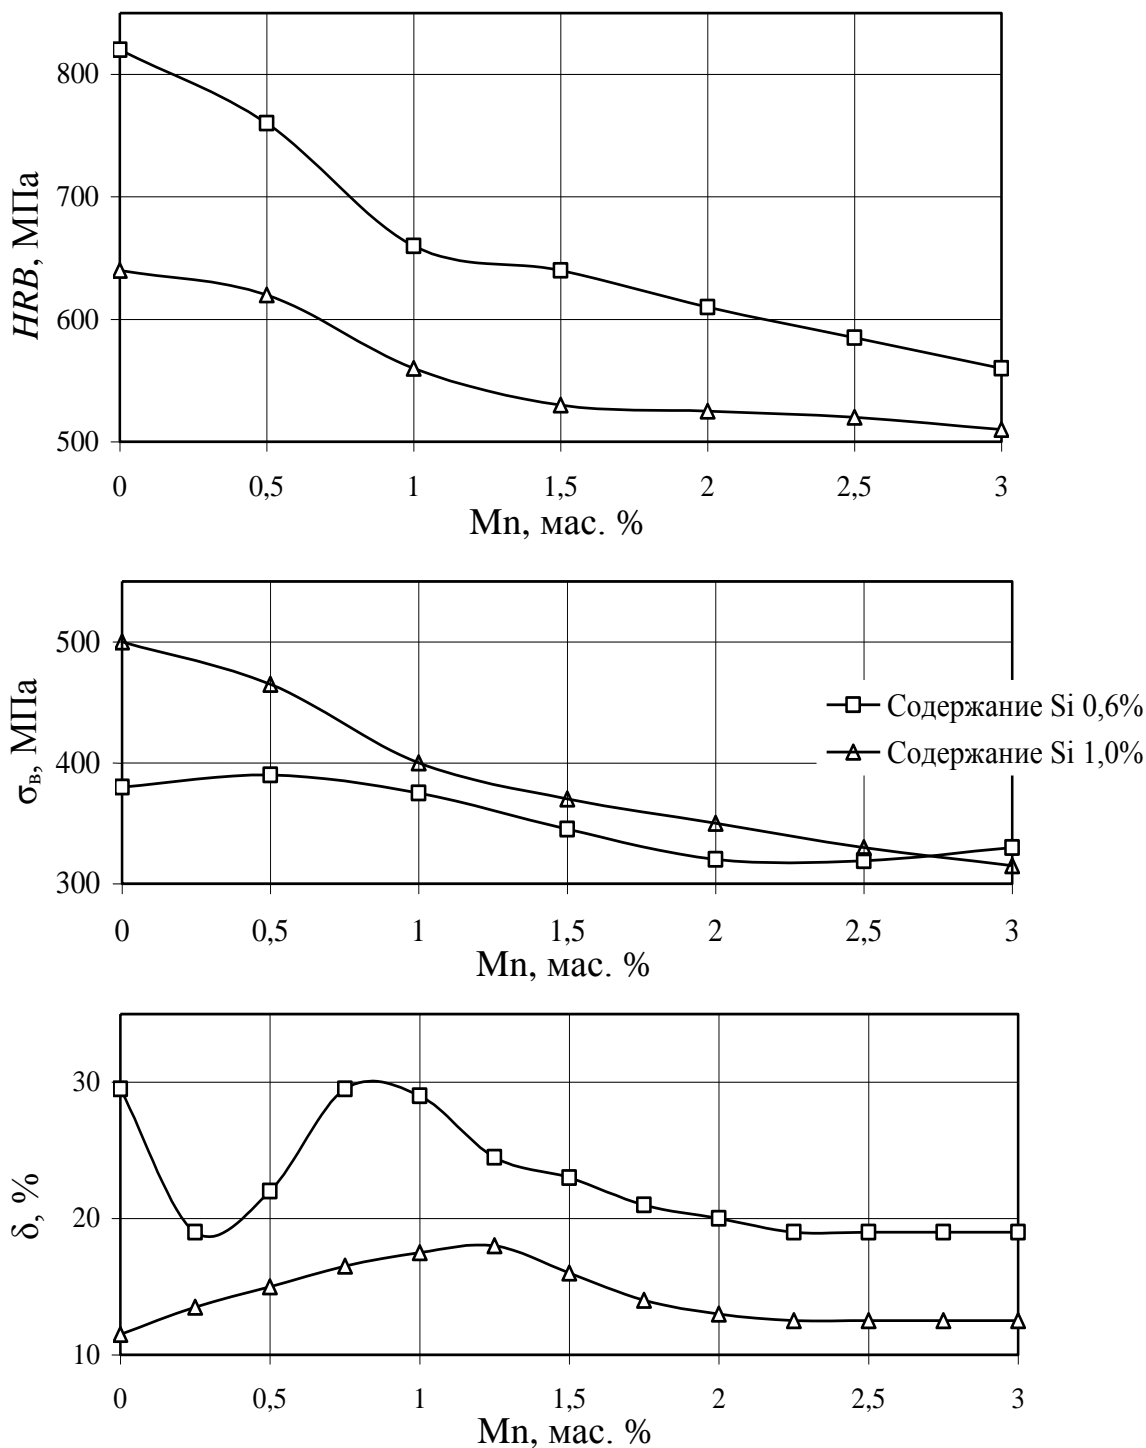 HRB, МПа
800
700
600
500
0 0,5 1 1,5 2 2,5 3
Mn, мас. %
σв, МПа
500
400
300
Содержание Si 0,6%
Содержание Si 1,0%
0 0,5 1 1,5 2 2,5 3
Mn, мас. %
δ, %
30
20
10
0 0,5 1 1,5 2 2,5 3
Mn, мас. %